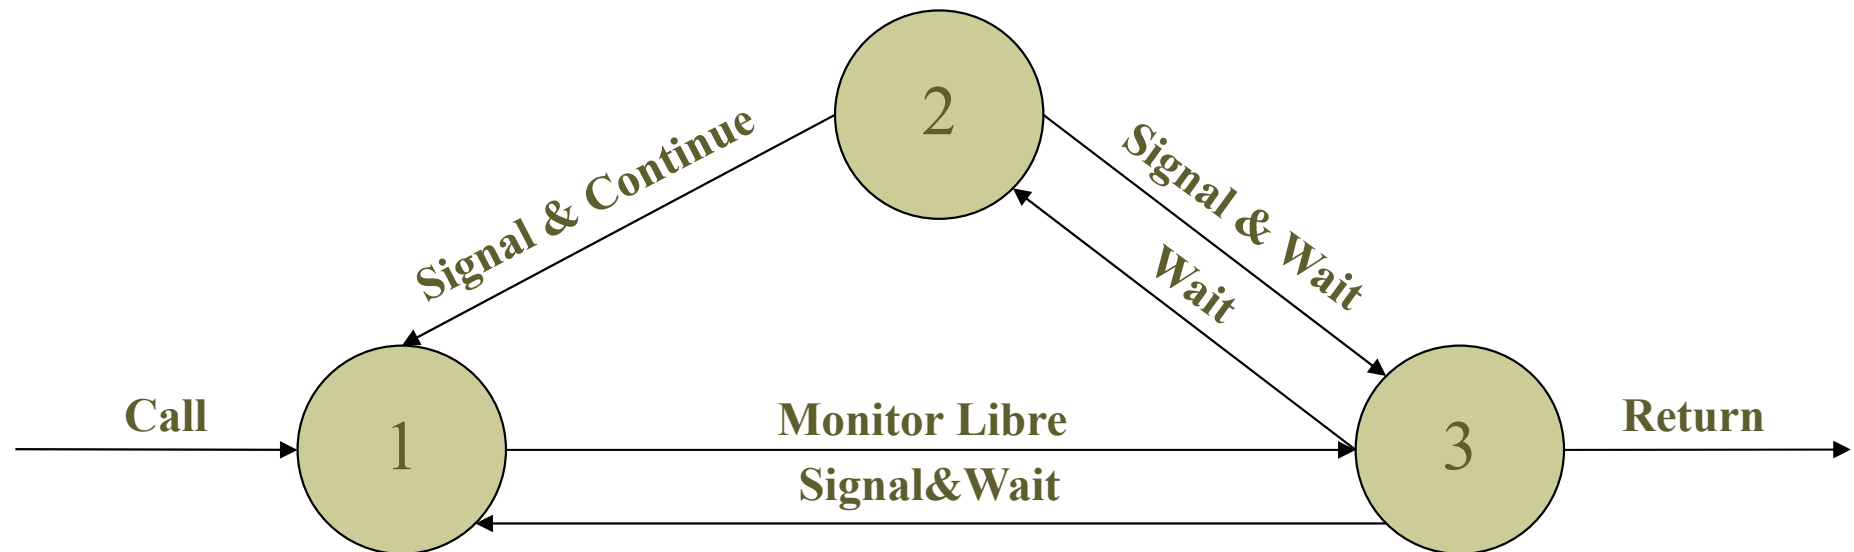 2
Signal & Continue
Signal & Wait
Wait
Call
1
Monitor Libre
Signal&Wait
3
Return